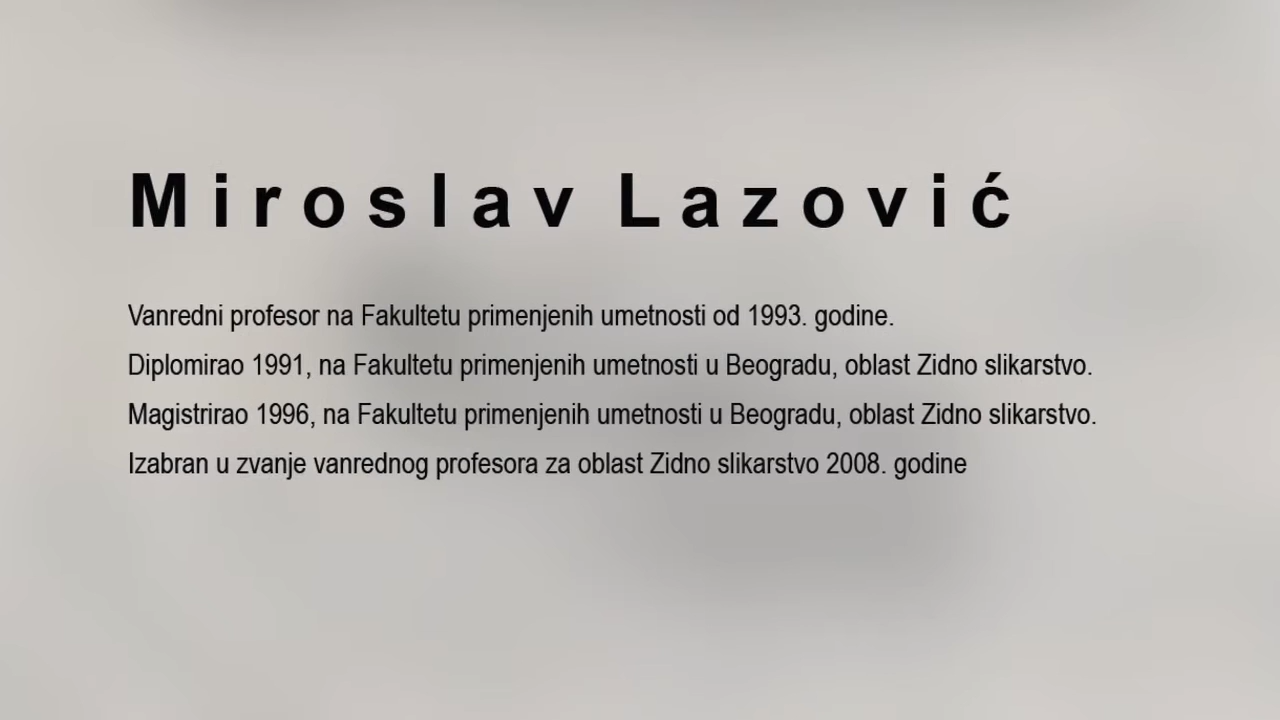 Miroslav Lazović
Vanredni profesor na Fakultetu primenjenih umetnosti od 1993. godine.
Diplomirao 1991, na Fakultetu primenjenih umetnosti u Beogradu, oblast Zidno slikarstvo.
Magistrirao 1996, na Fakultetu primenjenih umetnosti u Beogradu, oblast Zidno slikarstvo.
Izabran u zvanje vanrednog profesora za oblast Zidno slikarstvo 2008. godine